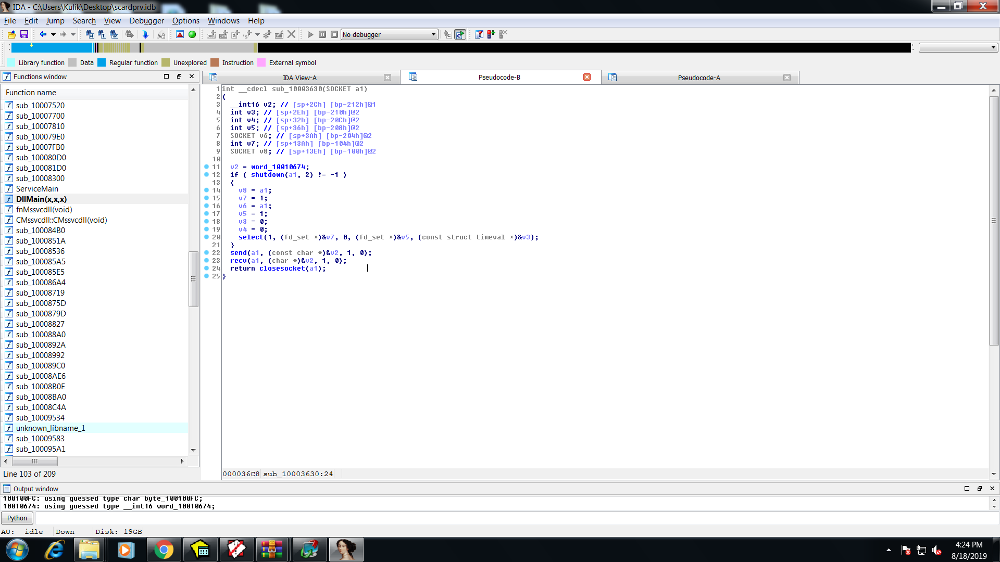 IDA - C:\Users\Kulik\Desktop\scardprv.idb
File Edit Jump Search View Debugger Options Windows Help
No debugger
Library function Data Regular function Unexplored Instruction External symbol
Functions window
Function name
sub_10007520
sub_10007700
sub_10007810
sub_100079E0
sub_10007FB0
sub_100080D0
sub_100081D0
sub_10008300
ServiceMain
DllMain(x,x,x)
fnMssvcdll(void)
CMssvcdll::CMssvcdll(void)
sub_100084B0
sub_1000851A
sub_10008536
sub_100085A5
sub_100085E5
sub_100086A4
sub_10008719
sub_1000875D
sub_1000879D
sub_10008827
sub_100088A0
sub_1000892A
sub_10008992
sub_100089C0
sub_10008AE6
sub_10008B0E
sub_10008BA0
sub_10008C4A
sub_10009534
unknown_libname_1
sub_10009583
sub_100095A1
Line 103 of 209
IDA View-A Pseudocode-B Pseudocode-A
1 int __cdecl sub_10003630(SOCKET a1)
2 {
3 __int16 v2; // [sp+2Ch] [bp-212h]@1
4 int v3; // [sp+2Eh] [bp-210h]@2
5 int v4; // [sp+32h] [bp-20Ch]@2
6 int v5; // [sp+36h] [bp-208h]@2
7 SOCKET v6; // [sp+3Ah] [bp-204h]@2
8 int v7; // [sp+13Ah] [bp-104h]@2
9 SOCKET v8; // [sp+13Eh] [bp-100h]@2
10
11 v2 = word_10010674;
12 if ( shutdown(a1, 2) != -1 )
13 {
14 v8 = a1;
15 v7 = 1;
16 v6 = a1;
17 v5 = 1;
18 v3 = 0;
19 v4 = 0;
20 select(1, (fd_set *)&v7, 0, (fd_set *)&v5, (const struct timeval *)&v3);
21 }
22 send(a1, (const char *)&v2, 1, 0);
23 recv(a1, (char *)&v2, 1, 0);
24 return closesocket(a1);
25 }
000036C8 sub_10003630:24
Output window
100100FC: using guessed type char byte_100100FC;
10010674: using guessed type __int16 word_10010674;
Python
AU: idle Down Disk: 19GB
4:24 PM
8/18/2019